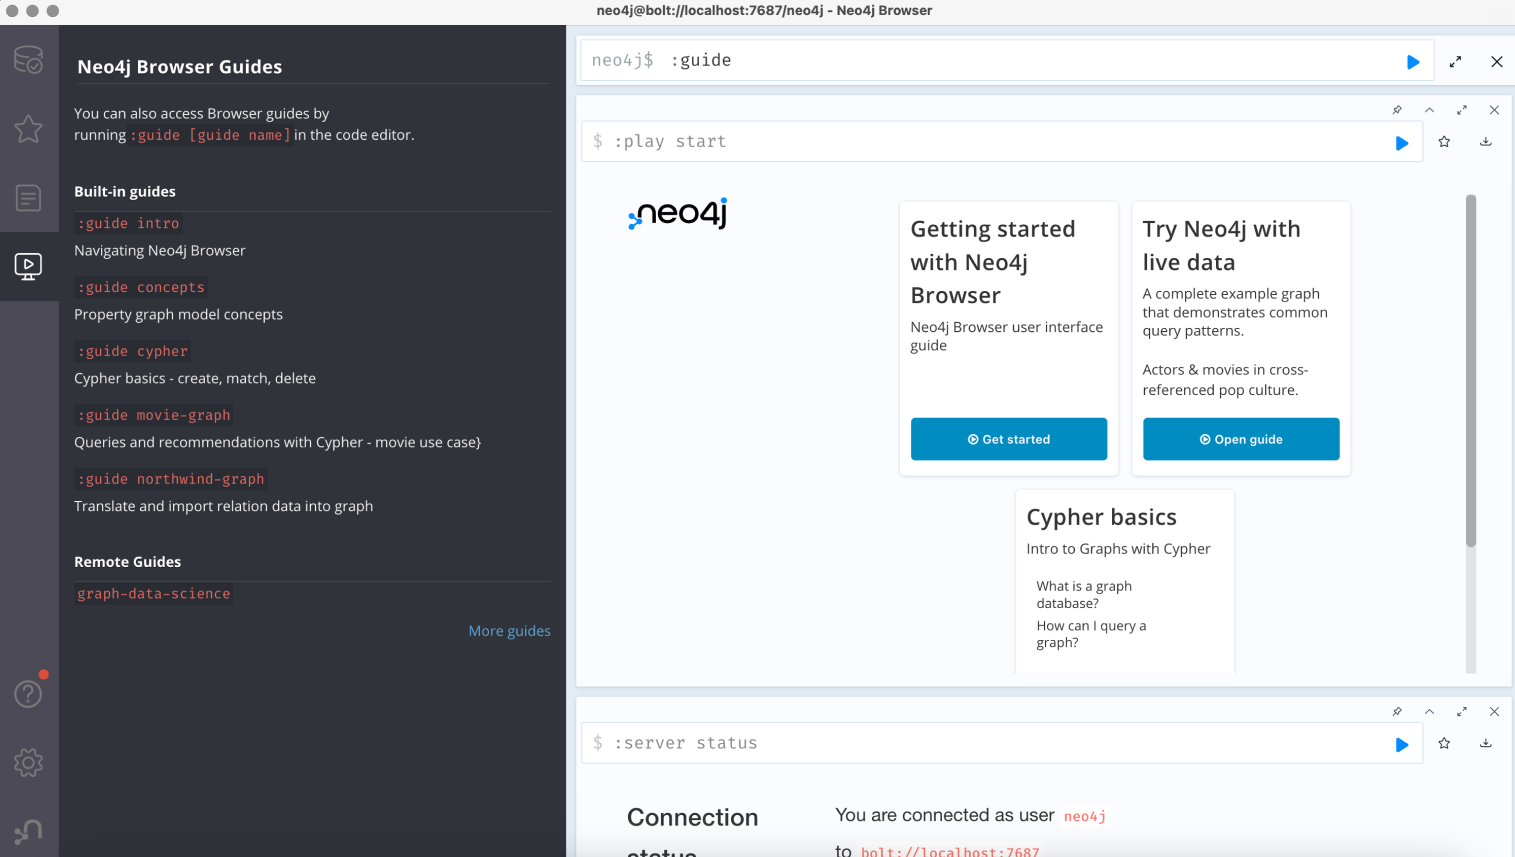 neo4j@bolt://localhost:7687/neo4j - Neo4j Browser
Neo4j Browser Guides
You can also access Browser guides by
running :guide [guide name] in the code editor.
Built-in guides
:guide intro
Navigating Neo4j Browser
:guide concepts
Property graph model concepts
:guide cypher
Cypher basics - create, match, delete
:guide movie-graph
Queries and recommendations with Cypher - movie use case}
:guide northwind-graph
Translate and import relation data into graph
Remote Guides
graph-data-science
More guides
neo4j$ :guide
$ :play start
neo4j
Getting started
with Neo4j
Browser
Neo4j Browser user interface
guide
Get started
Try Neo4j with
live data
A complete example graph
that demonstrates common
query patterns.
Actors & movies in cross-
referenced pop culture.
Open guide
Cypher basics
Intro to Graphs with Cypher
What is a graph
database?
How can I query a
graph?
$ :server status
Connection
status
You are connected as user neo4j
to bolt://localhost:7687